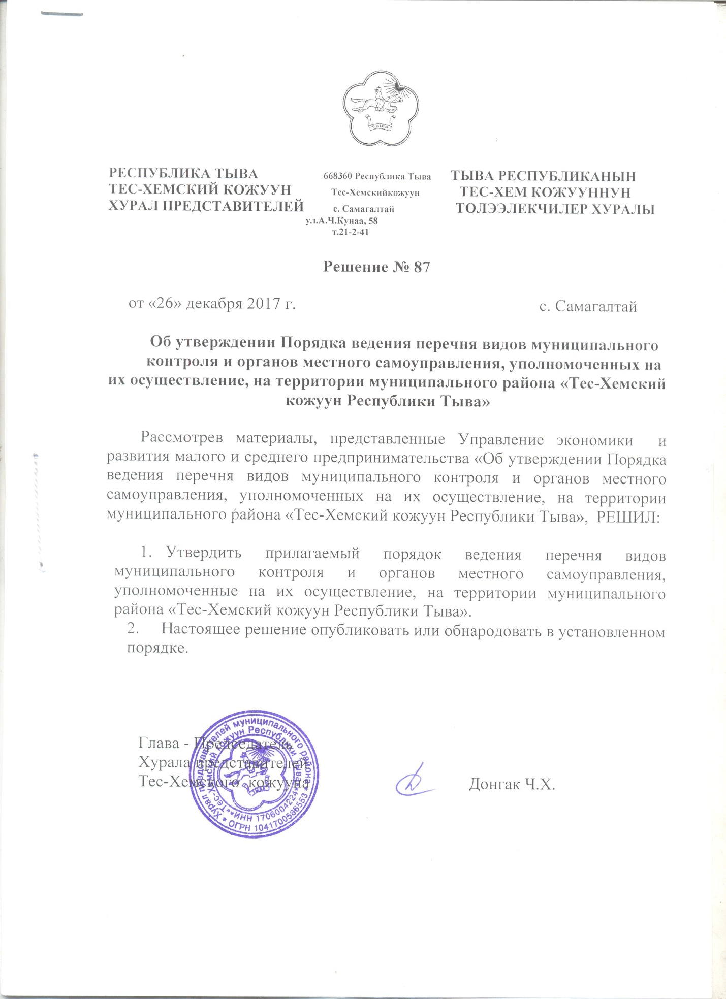 ТЫВА
РЕСПУБЛИКА ТЫВА
ТЕС-ХЕМСКИЙ КОЖУУН
ХУРАЛ ПРЕДСТАВИТЕЛЕЙ
668360 Республика Тыва
Тес-Хемскийкожуун
с. Самагалтай
ул.А.Ч.Кунаа, 58
т.21-2-41
ТЫВА РЕСПУБЛИКАНЫН
ТЕС-ХЕМ КОЖУУННУН
ТОЛЭЭЛЕКЧИЛЕР ХУРАЛЫ
Решение № 87
от «26» декабря 2017 г. с. Самагалтай
Об утверждении Порядка ведения перечня видов муниципального
контроля и органов местного самоуправления, уполномоченных на
их осуществление, на территории муниципального района «Тес-Хемский
кожуун Республики Тыва»
Рассмотрев материалы, представленные Управление экономики и
развития малого и среднего предпринимательства «Об утверждении Порядка
ведения перечня видов муниципального контроля и органов местного
самоуправления, уполномоченных на их осуществление, на территории
муниципального района «Тес-Хемский кожуун Республики Тыва», РЕШИЛ:
1. Утвердить прилагаемый порядок ведения перечня видов
муниципального контроля и органов местного самоуправления,
уполномоченные на их осуществление, на территории муниципального
района «Тес-Хемский кожуун Республики Тыва».
2. Настоящее решение опубликовать или обнародовать в установленном
порядке.
Глава - Председатель
Хурала представителей
Тес-Хемского кожууна Донгак Ч.Х.
Хурал представителей муниципального района * ОГРН 1041700586553 *
«Тес-Хемский кожуун Республики Тыва» * ИНН 1706004224 *
ТЫВА